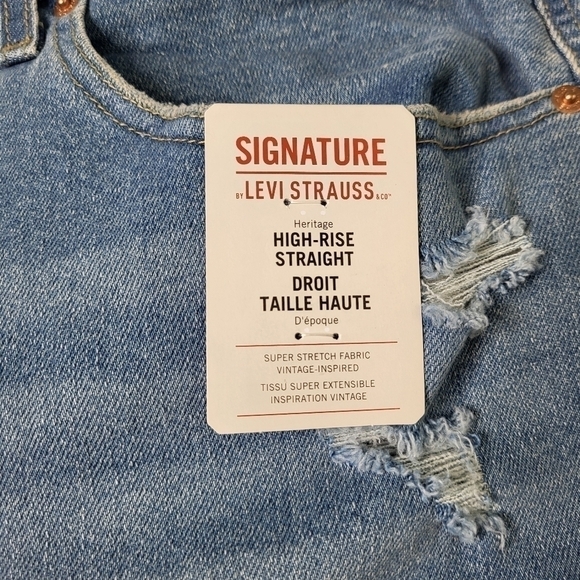 SIGNATURE
BY LEVI STRAUSS & CO™
Heritage
HIGH-RISE
STRAIGHT
DROIT
TAILLE HAUTE
D'époque
SUPER STRETCH FABRIC
VINTAGE-INSPIRED
TISSU SUPER EXTENSIBLE
INSPIRATION VINTAGE